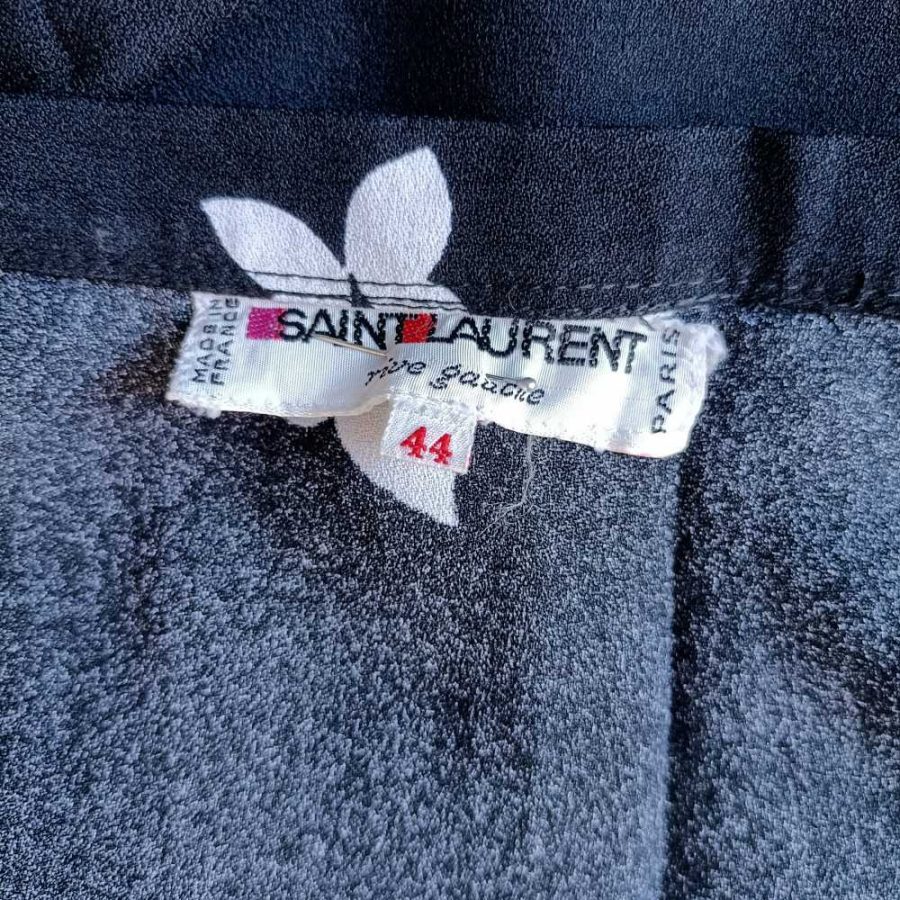 MADE IN
FRANCE
SAINT LAURENT
rive gauche
PARIS
44